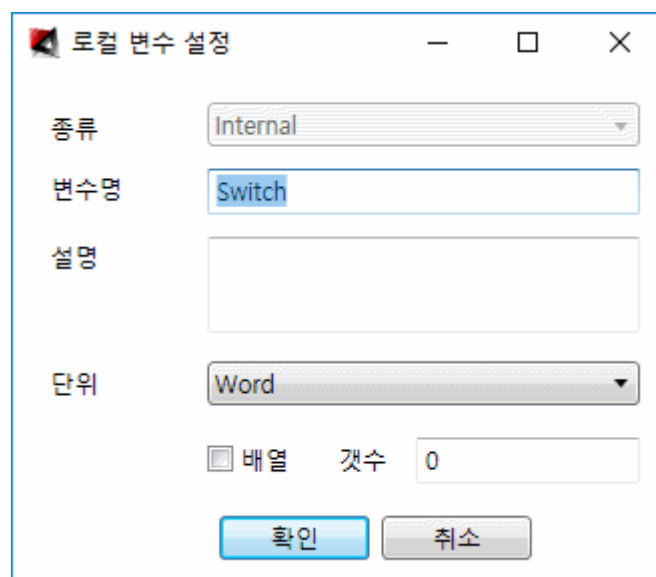 로컬 변수 설정
종류 Internal
변수명 Switch
설명
단위 Word
배열 갯수 0
확인 취소